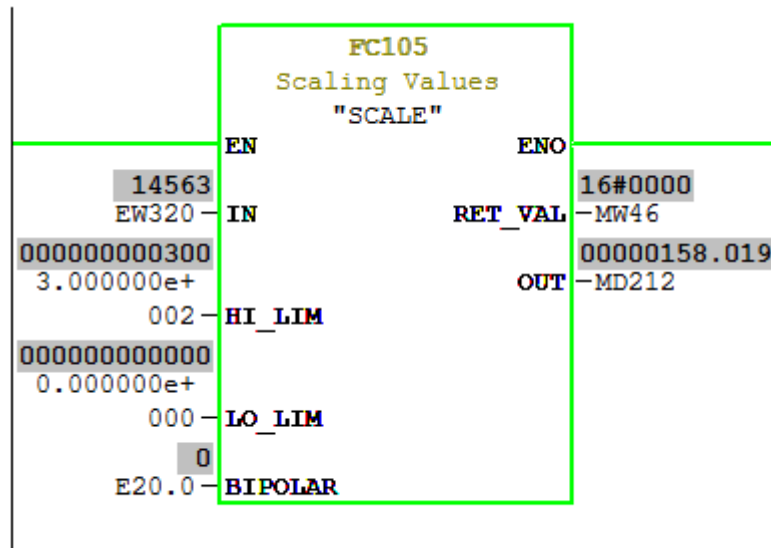 FC105
Scaling Values
"SCALE"
EN ENO
14563 16#0000
EW320 IN RET_VAL MW46
000000000300 00000158.019
3.000000e+ OUT MD212
002 HI_LIM
000000000000
0.000000e+
000 LO_LIM
0
E20.0 BIPOLAR